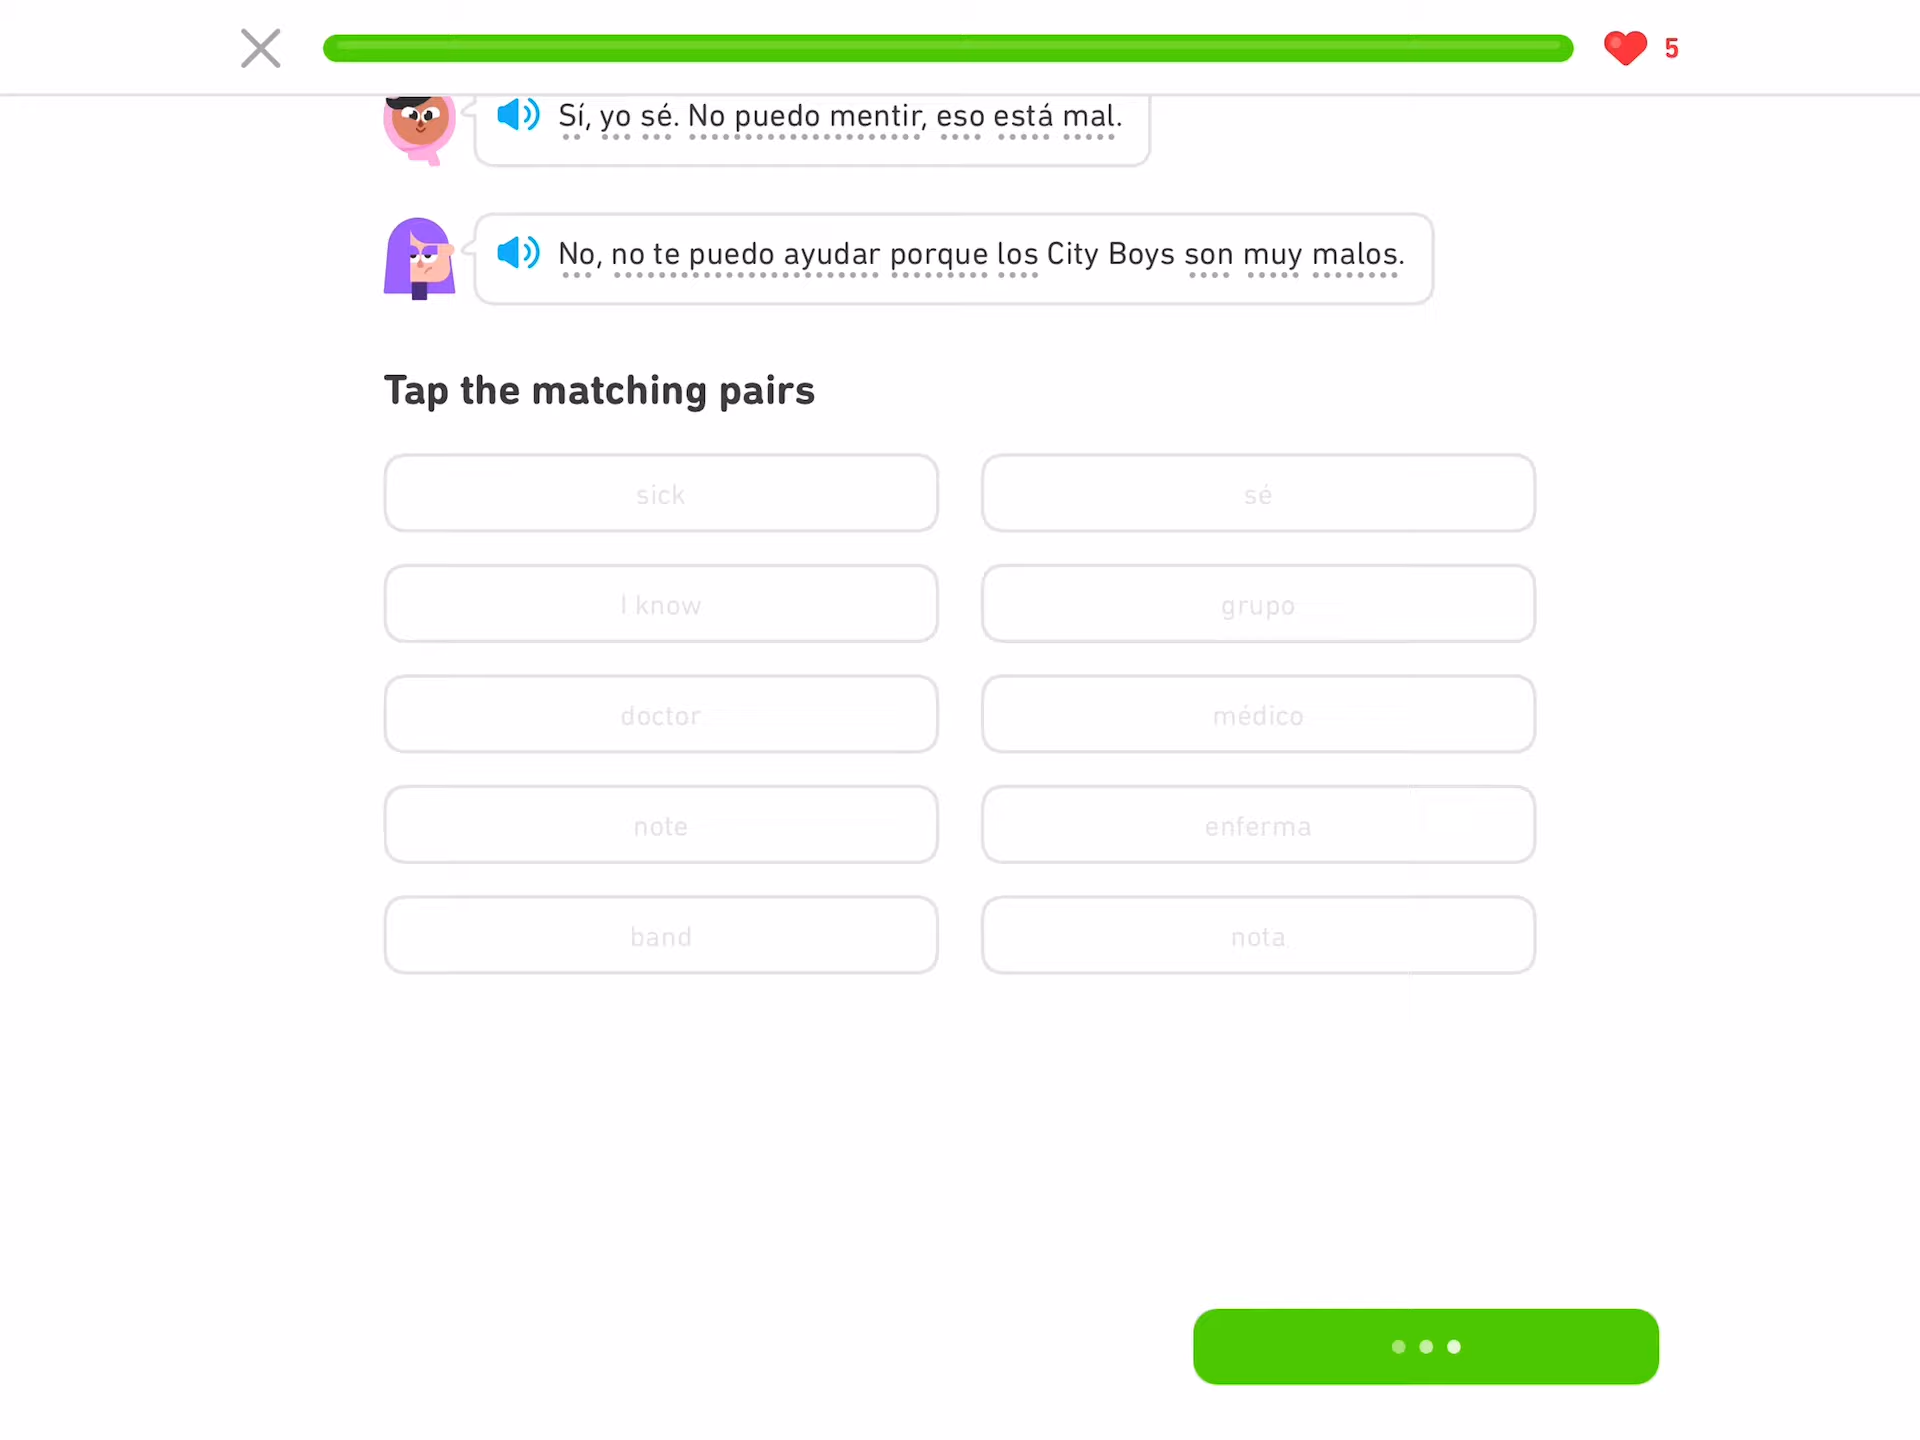 5
Sí, yo sé. No puedo mentir, eso está mal.
No, no te puedo ayudar porque los City Boys son muy malos.
Tap the matching pairs
sick
sé
I know
grupo
doctor
médico
note
enferma
band
nota